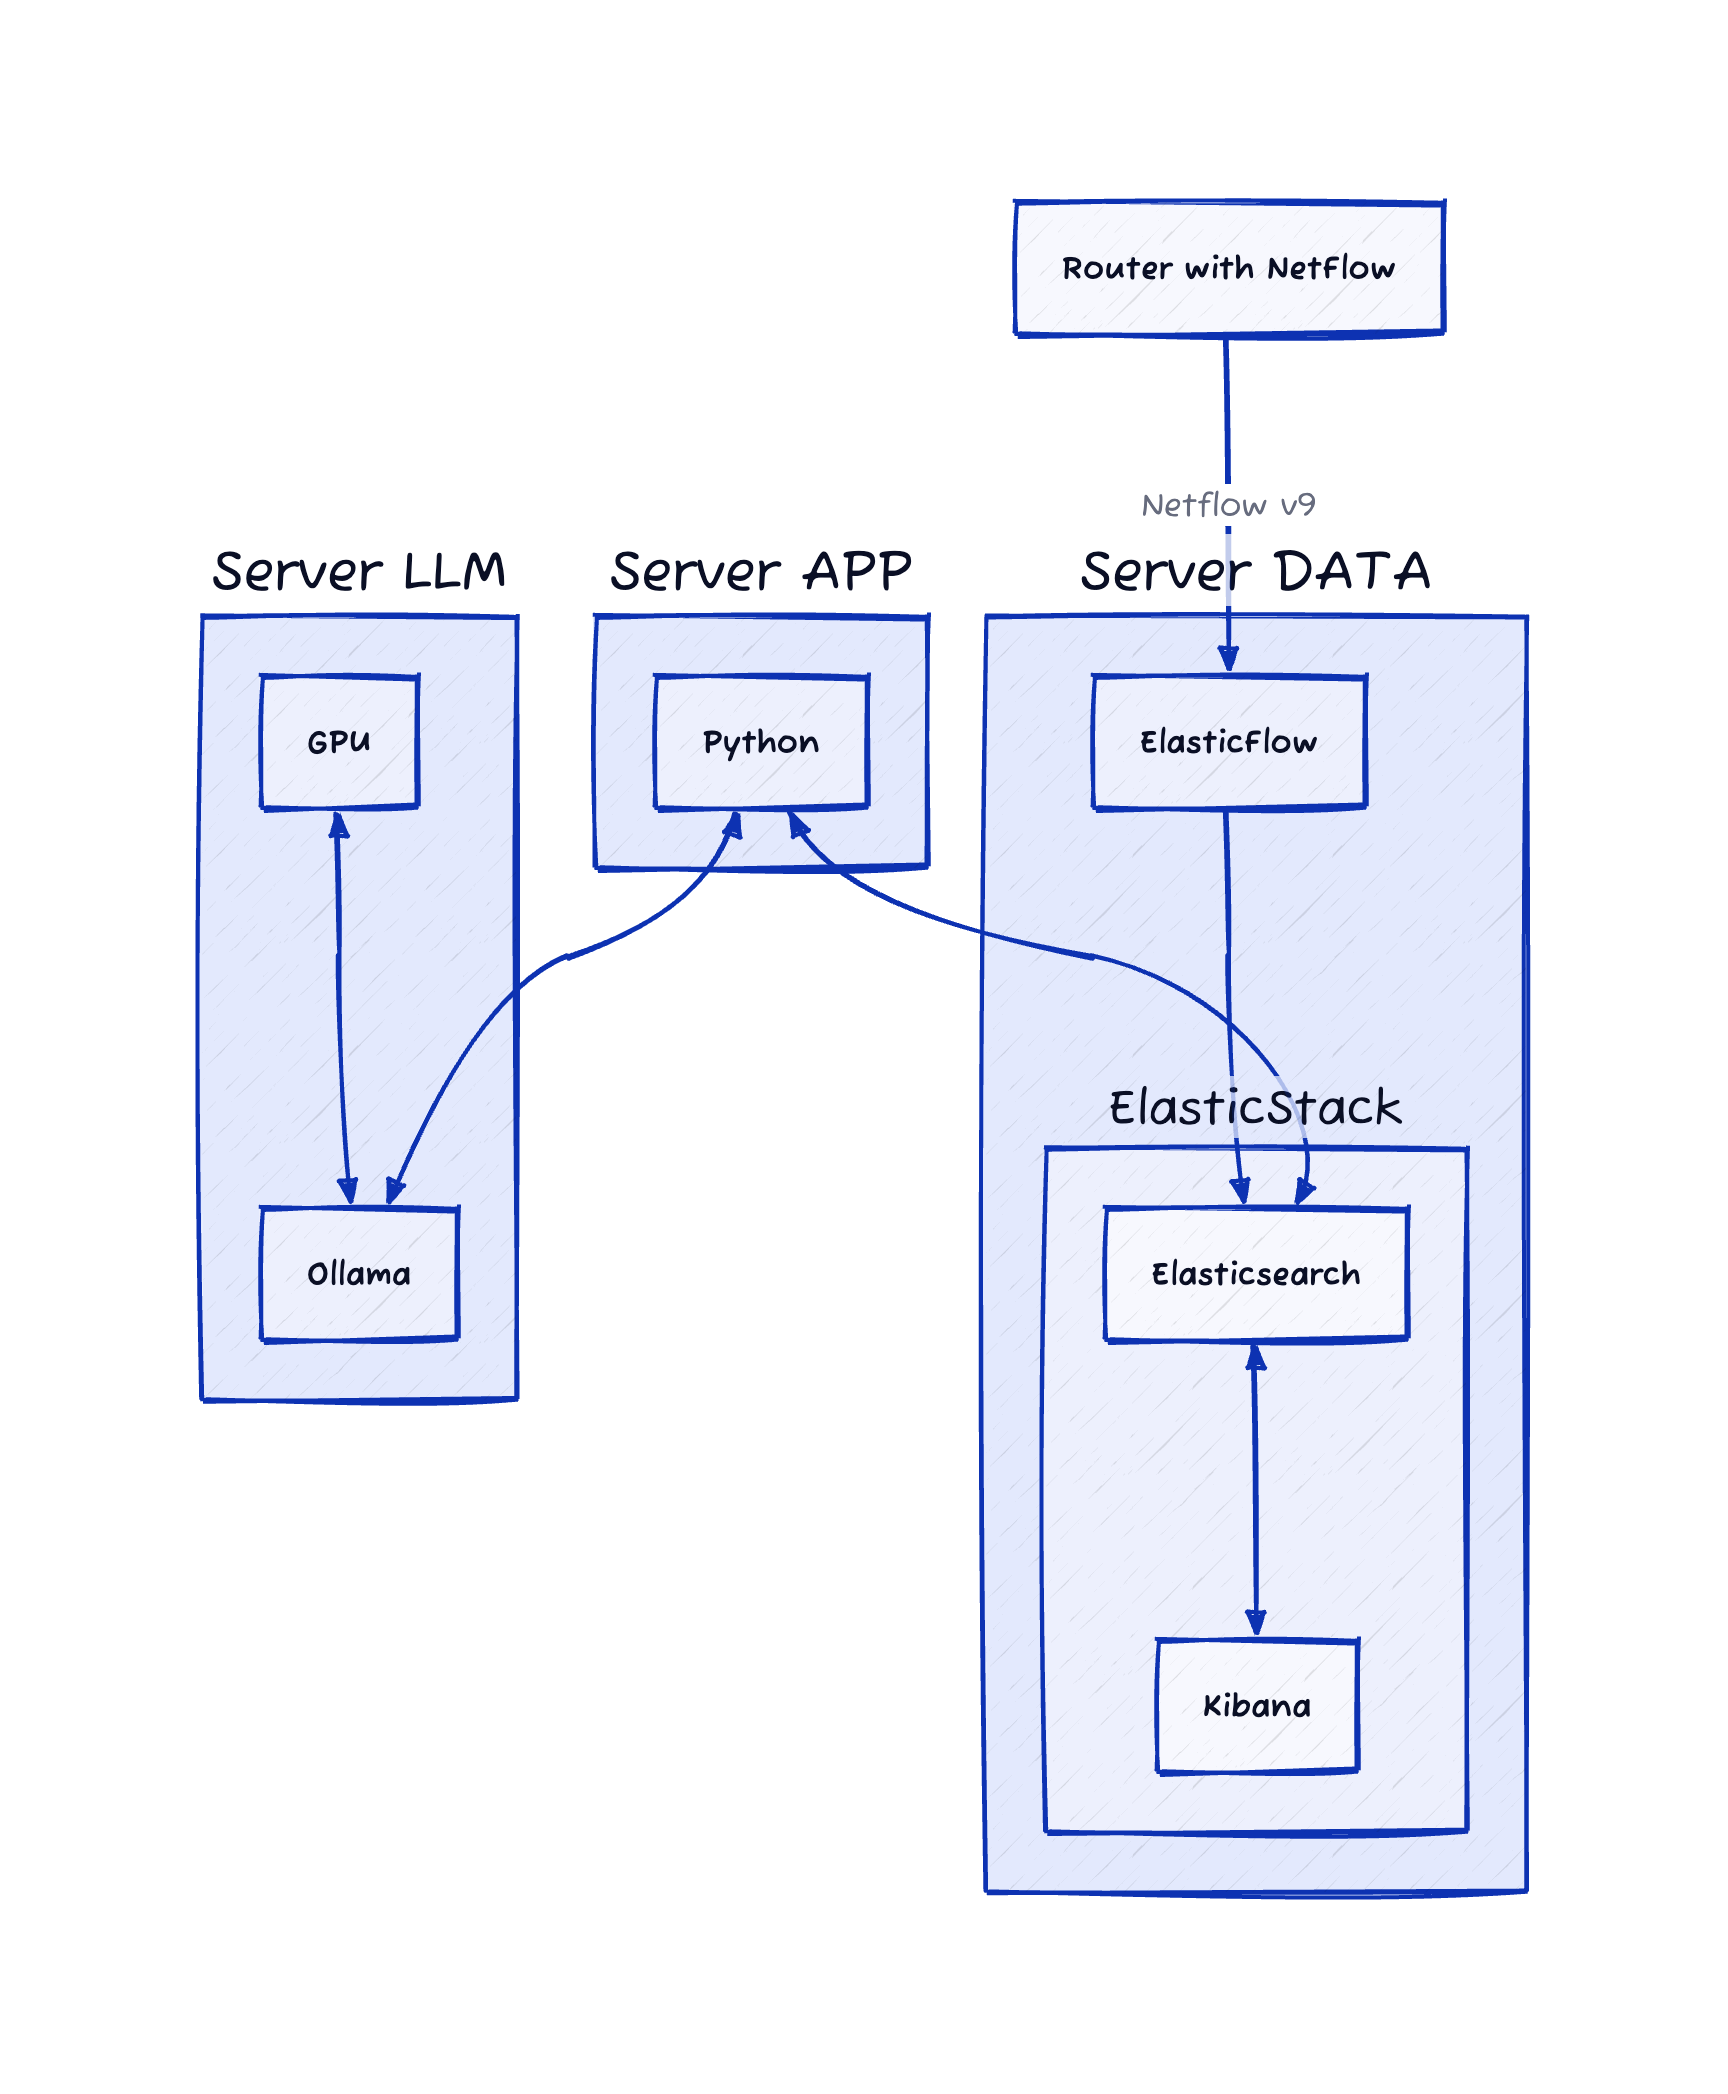 Router with Netflow
Netflow v9
Server LLM
Server APP
Server DATA
GPU
Python
Elasticflow
ElasticStack
Ollama
Elasticsearch
Kibana